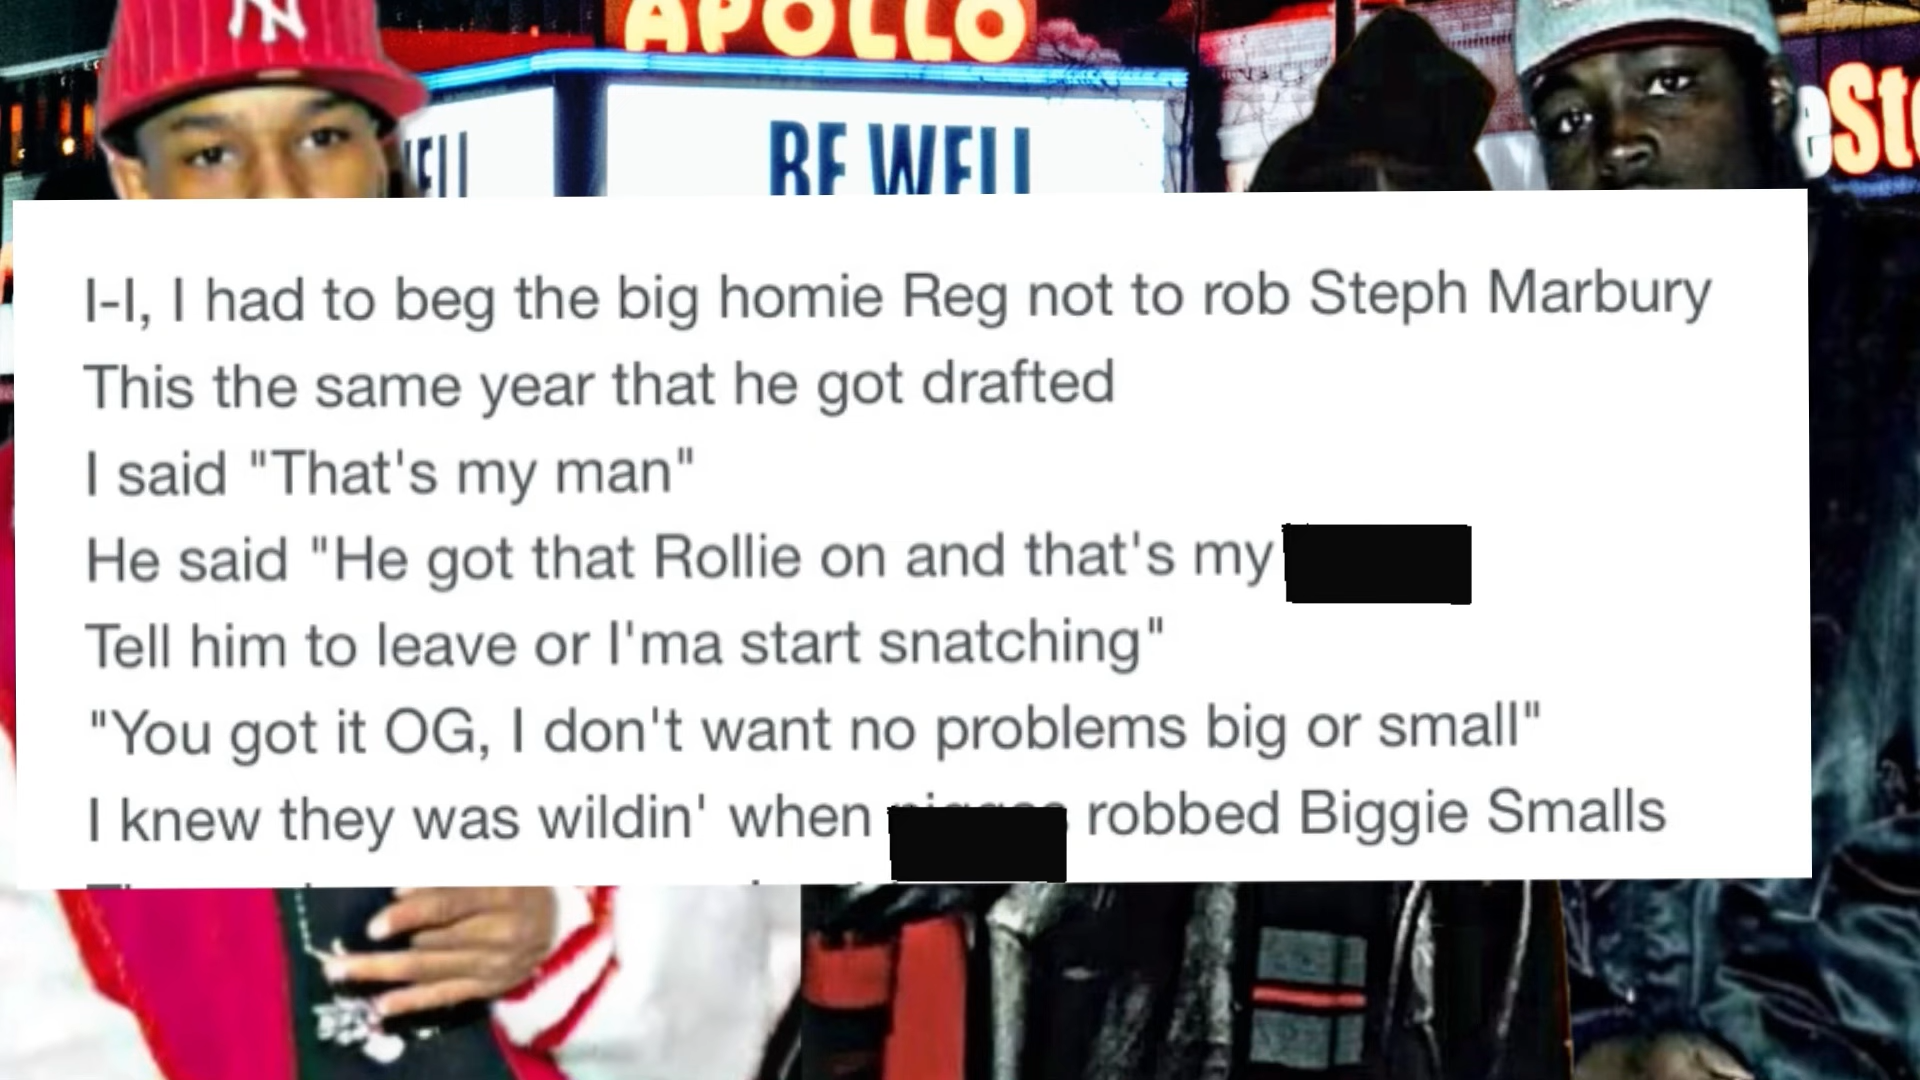 NY
APOLLO
BE WELL
eSt
I-I, I had to beg the big homie Reg not to rob Steph Marbury
This the same year that he got drafted
I said "That's my man"
He said "He got that Rollie on and that's my
Tell him to leave or I'ma start snatching"
"You got it OG, I don't want no problems big or small"
I knew they was wildin' when robbed Biggie Smalls